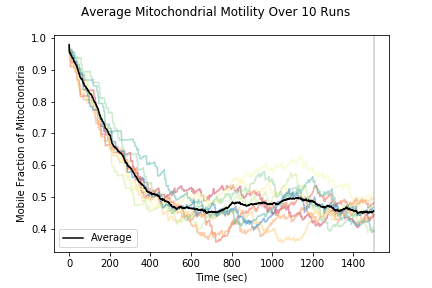 Average Mitochondrial Motility Over 10 Runs
Mobile Fraction of Mitochondria
1.0
0.9
0.8
0.7
0.6
0.5
0.4
Average
0 200 400 600 800 1000 1200 1400
Time (sec)